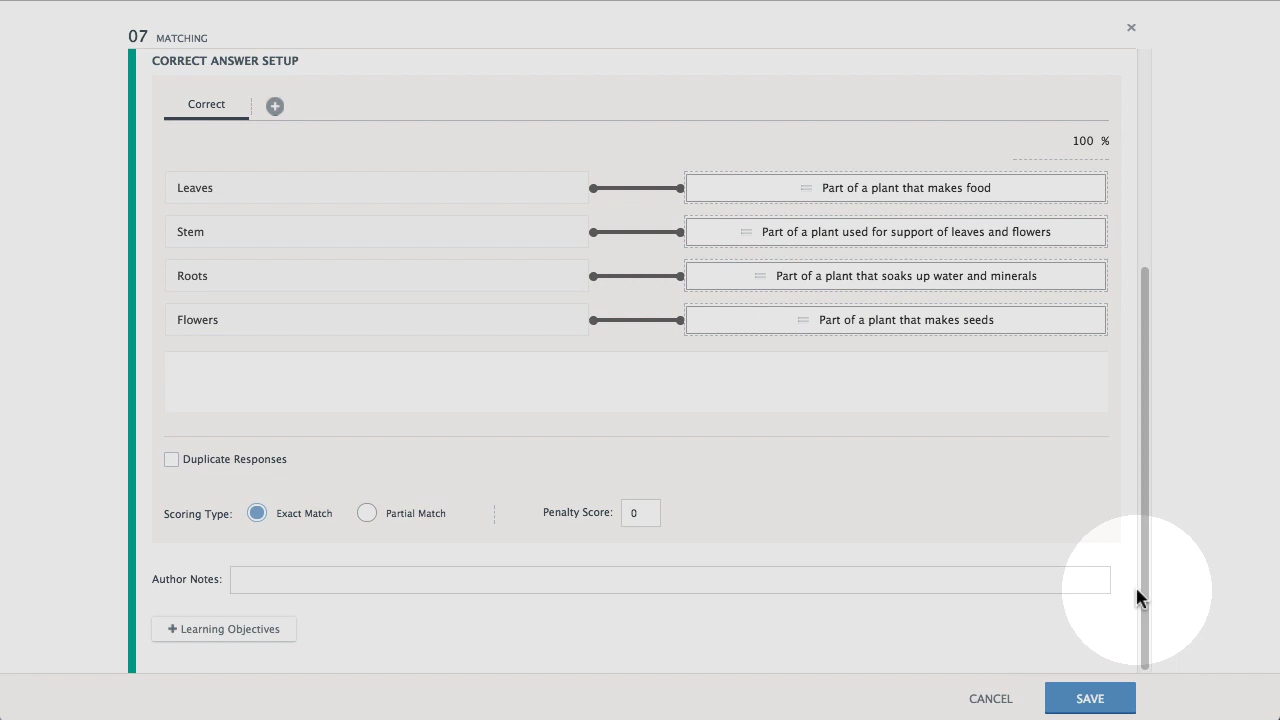 07 MATCHING ×
CORRECT ANSWER SETUP
Correct
100 %
Leaves Part of a plant that makes food
Stem Part of a plant used for support of leaves and flowers
Roots Part of a plant that soaks up water and minerals
Flowers Part of a plant that makes seeds
Duplicate Responses
Scoring Type: Exact Match Partial Match Penalty Score: 0
Author Notes:
+ Learning Objectives
CANCEL SAVE